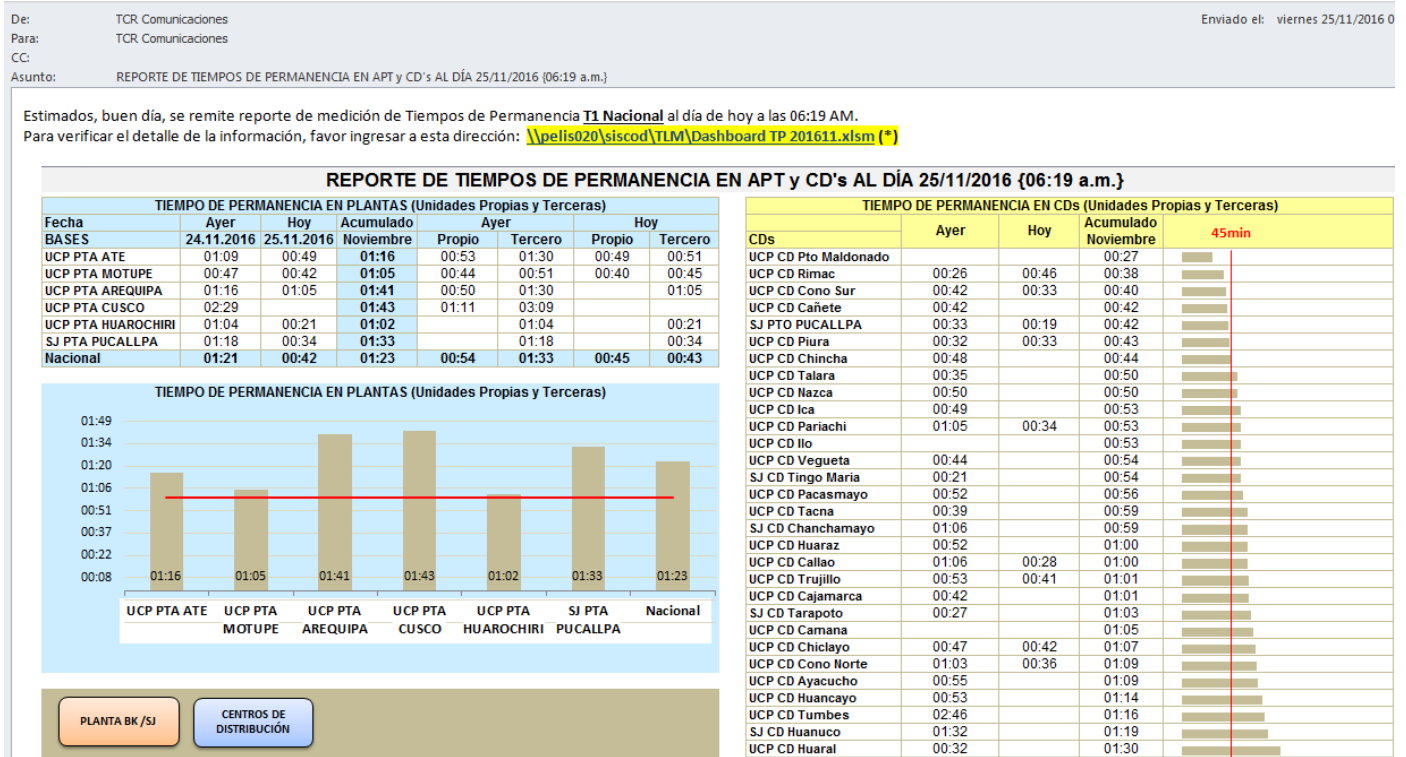 De: TCR Comunicaciones Enviado el: viernes 25/11/2016 0
Para: TCR Comunicaciones
CC:
Asunto: REPORTE DE TIEMPOS DE PERMANENCIA EN APT y CD's AL DÍA 25/11/2016 {06:19 a.m.}
Estimados, buen día, se remite reporte de medición de Tiempos de Permanencia T1 Nacional al día de hoy a las 06:19 AM.
Para verificar el detalle de la información, favor ingresar a esta dirección: \\pelis020\siscod\TLM\Dashboard TP 201611.xlsm (*)
REPORTE DE TIEMPOS DE PERMANENCIA EN APT y CD's AL DÍA 25/11/2016 {06:19 a.m.}
TIEMPO DE PERMANENCIA EN PLANTAS (Unidades Propias y Terceras)
Fecha Ayer Hoy Acumulado Ayer Hoy
BASES 24.11.2016 25.11.2016 Noviembre Propio Tercero Propio Tercero
UCP PTA ATE 01:09 00:49 01:16 00:53 01:30 00:49 00:51
UCP PTA MOTUPE 00:47 00:42 01:05 00:44 00:51 00:40 00:45
UCP PTA AREQUIPA 01:16 01:05 01:41 00:50 01:30 01:05
UCP PTA CUSCO 02:29 01:43 01:11 03:09
UCP PTA HUAROCHIRI 01:04 00:21 01:02 01:04 00:21
SJ PTA PUCALLPA 01:18 00:34 01:33 01:18 00:34
Nacional 01:21 00:42 01:23 00:54 01:33 00:45 00:43
TIEMPO DE PERMANENCIA EN PLANTAS (Unidades Propias y Terceras)
01:49
01:34
01:20
01:06
00:51
00:37
00:22
00:08 01:16 01:05 01:41 01:43 01:02 01:33 01:23
UCP PTA ATE UCP PTA UCP PTA UCP PTA UCP PTA SJ PTA Nacional
MOTUPE AREQUIPA CUSCO HUAROCHIRI PUCALLPA
PLANTA BK /SJ
CENTROS DE
DISTRIBUCIÓN
TIEMPO DE PERMANENCIA EN CDs (Unidades Propias y Terceras)
Ayer Hoy Acumulado 45min
CDs Noviembre
UCP CD Pto Maldonado 00:27
UCP CD Rimac 00:26 00:46 00:38
UCP CD Cono Sur 00:42 00:33 00:40
UCP CD Cañete 00:42 00:42
SJ PTO PUCALLPA 00:33 00:19 00:42
UCP CD Piura 00:32 00:33 00:43
UCP CD Chincha 00:48 00:44
UCP CD Talara 00:35 00:50
UCP CD Nazca 00:50 00:50
UCP CD Ica 00:49 00:53
UCP CD Pariachi 01:05 00:34 00:53
UCP CD Ilo 00:53
UCP CD Vegueta 00:44 00:54
SJ CD Tingo Maria 00:21 00:54
UCP CD Pacasmayo 00:52 00:56
UCP CD Tacna 00:39 00:59
SJ CD Chanchamayo 01:06 00:59
UCP CD Huaraz 00:52 01:00
UCP CD Callao 01:06 00:28 01:00
UCP CD Trujillo 00:53 00:41 01:01
UCP CD Cajamarca 00:42 01:01
SJ CD Tarapoto 00:27 01:03
UCP CD Camana 01:05
UCP CD Chiclayo 00:47 00:42 01:07
UCP CD Cono Norte 01:03 00:36 01:09
UCP CD Ayacucho 00:55 01:09
UCP CD Huancayo 00:53 01:14
UCP CD Tumbes 02:46 01:16
SJ CD Huanuco 01:32 01:19
UCP CD Huaral 00:32 01:30